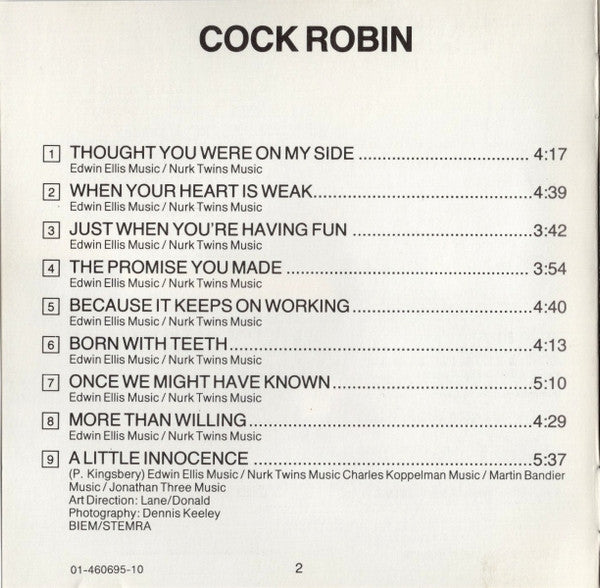 COCK ROBIN
1 THOUGHT YOU WERE ON MY SIDE ................................. 4:17
Edwin Ellis Music / Nurk Twins Music
2 WHEN YOUR HEART IS WEAK.......................................... 4:39
Edwin Ellis Music / Nurk Twins Music
3 JUST WHEN YOU'RE HAVING FUN ................................... 3:42
Edwin Ellis Music / Nurk Twins Music
4 THE PROMISE YOU MADE ............................................... 3:54
Edwin Ellis Music / Nurk Twins Music
5 BECAUSE IT KEEPS ON WORKING................................... 4:40
Edwin Ellis Music / Nurk Twins Music
6 BORN WITH TEETH.......................................................... 4:13
Edwin Ellis Music / Nurk Twins Music
7 ONCE WE MIGHT HAVE KNOWN ...................................... 5:10
Edwin Ellis Music / Nurk Twins Music
8 MORE THAN WILLING....................................................... 4:29
Edwin Ellis Music / Nurk Twins Music
9 A LITTLE INNOCENCE ...................................................... 5:37
(P. Kingsbery) Edwin Ellis Music / Nurk Twins Music Charles Koppelman Music / Martin Bandier
Music / Jonathan Three Music
Art Direction: Lane/Donald
Photography: Dennis Keeley
BIEM/STEMRA
01-460695-10 2